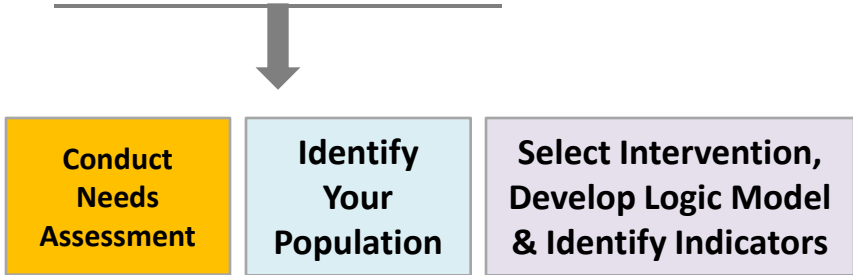 Conduct
Needs
Assessment
Identify
Your
Population
Select Intervention,
Develop Logic Model
& Identify Indicators